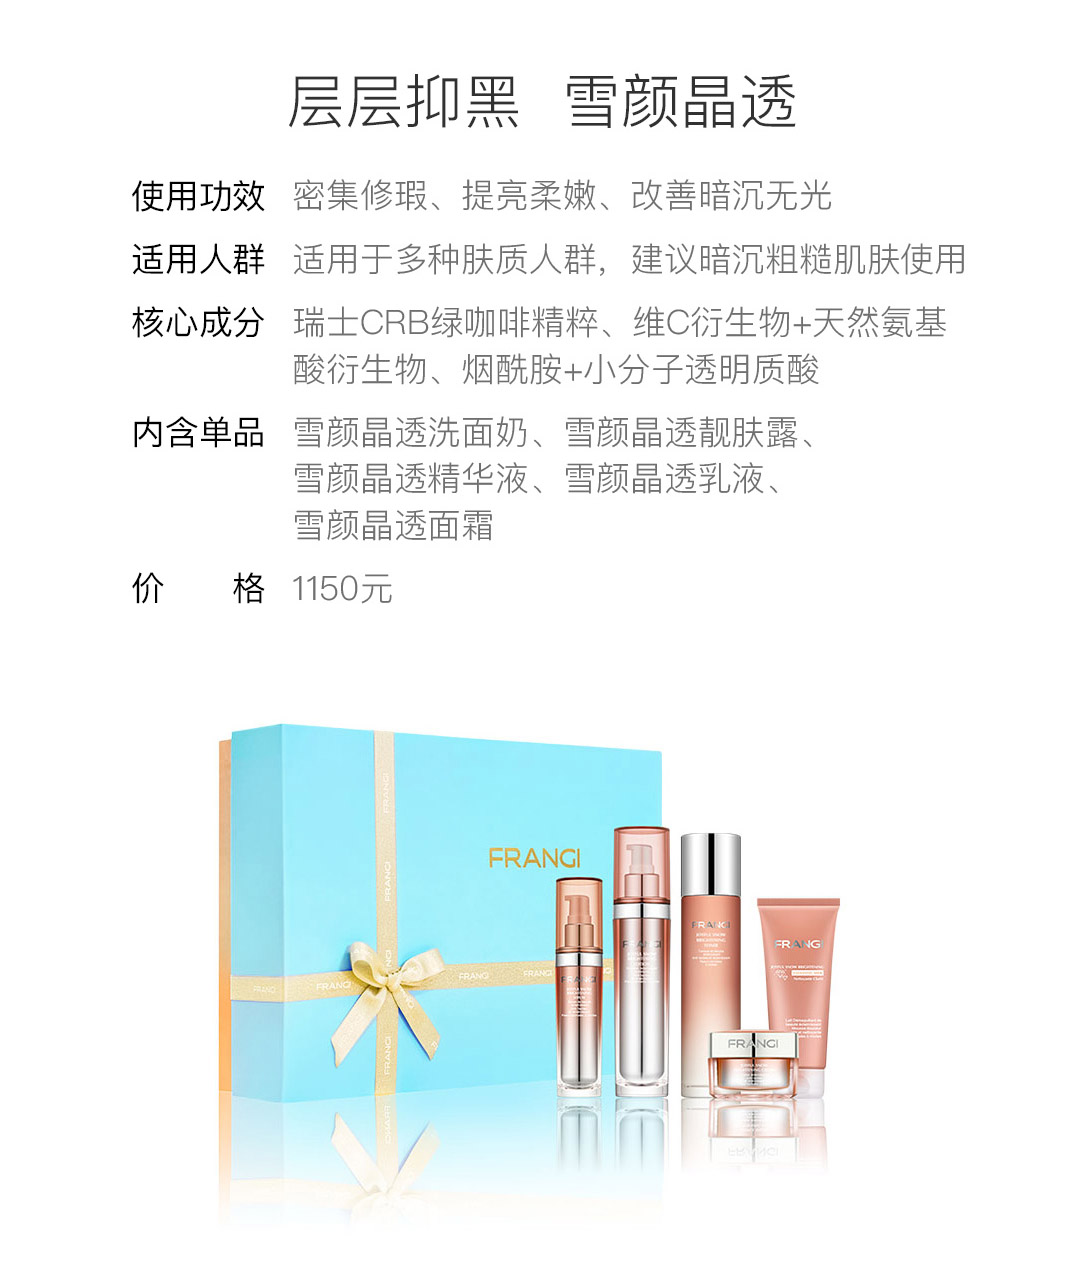 层层抑黑 雪颜晶透
使用功效 密集修瑕、提亮柔嫩、改善暗沉无光
适用人群 适用于多种肤质人群，建议暗沉粗糙肌肤使用
核心成分 瑞士CRB绿咖啡精粹、维C衍生物+天然氨基
酸衍生物、烟酰胺+小分子透明质酸
内含单品 雪颜晶透洗面奶、雪颜晶透靓肤露、
雪颜晶透精华液、雪颜晶透乳液、
雪颜晶透面霜
价 格 1150元
FRANGI
FRANGI
FRANGI
FRANGI
FRANGI
FRANGI
FRANGI
FRANGI
FRANGI
FRANGI
FRANGI
FRANGI
FRANGI